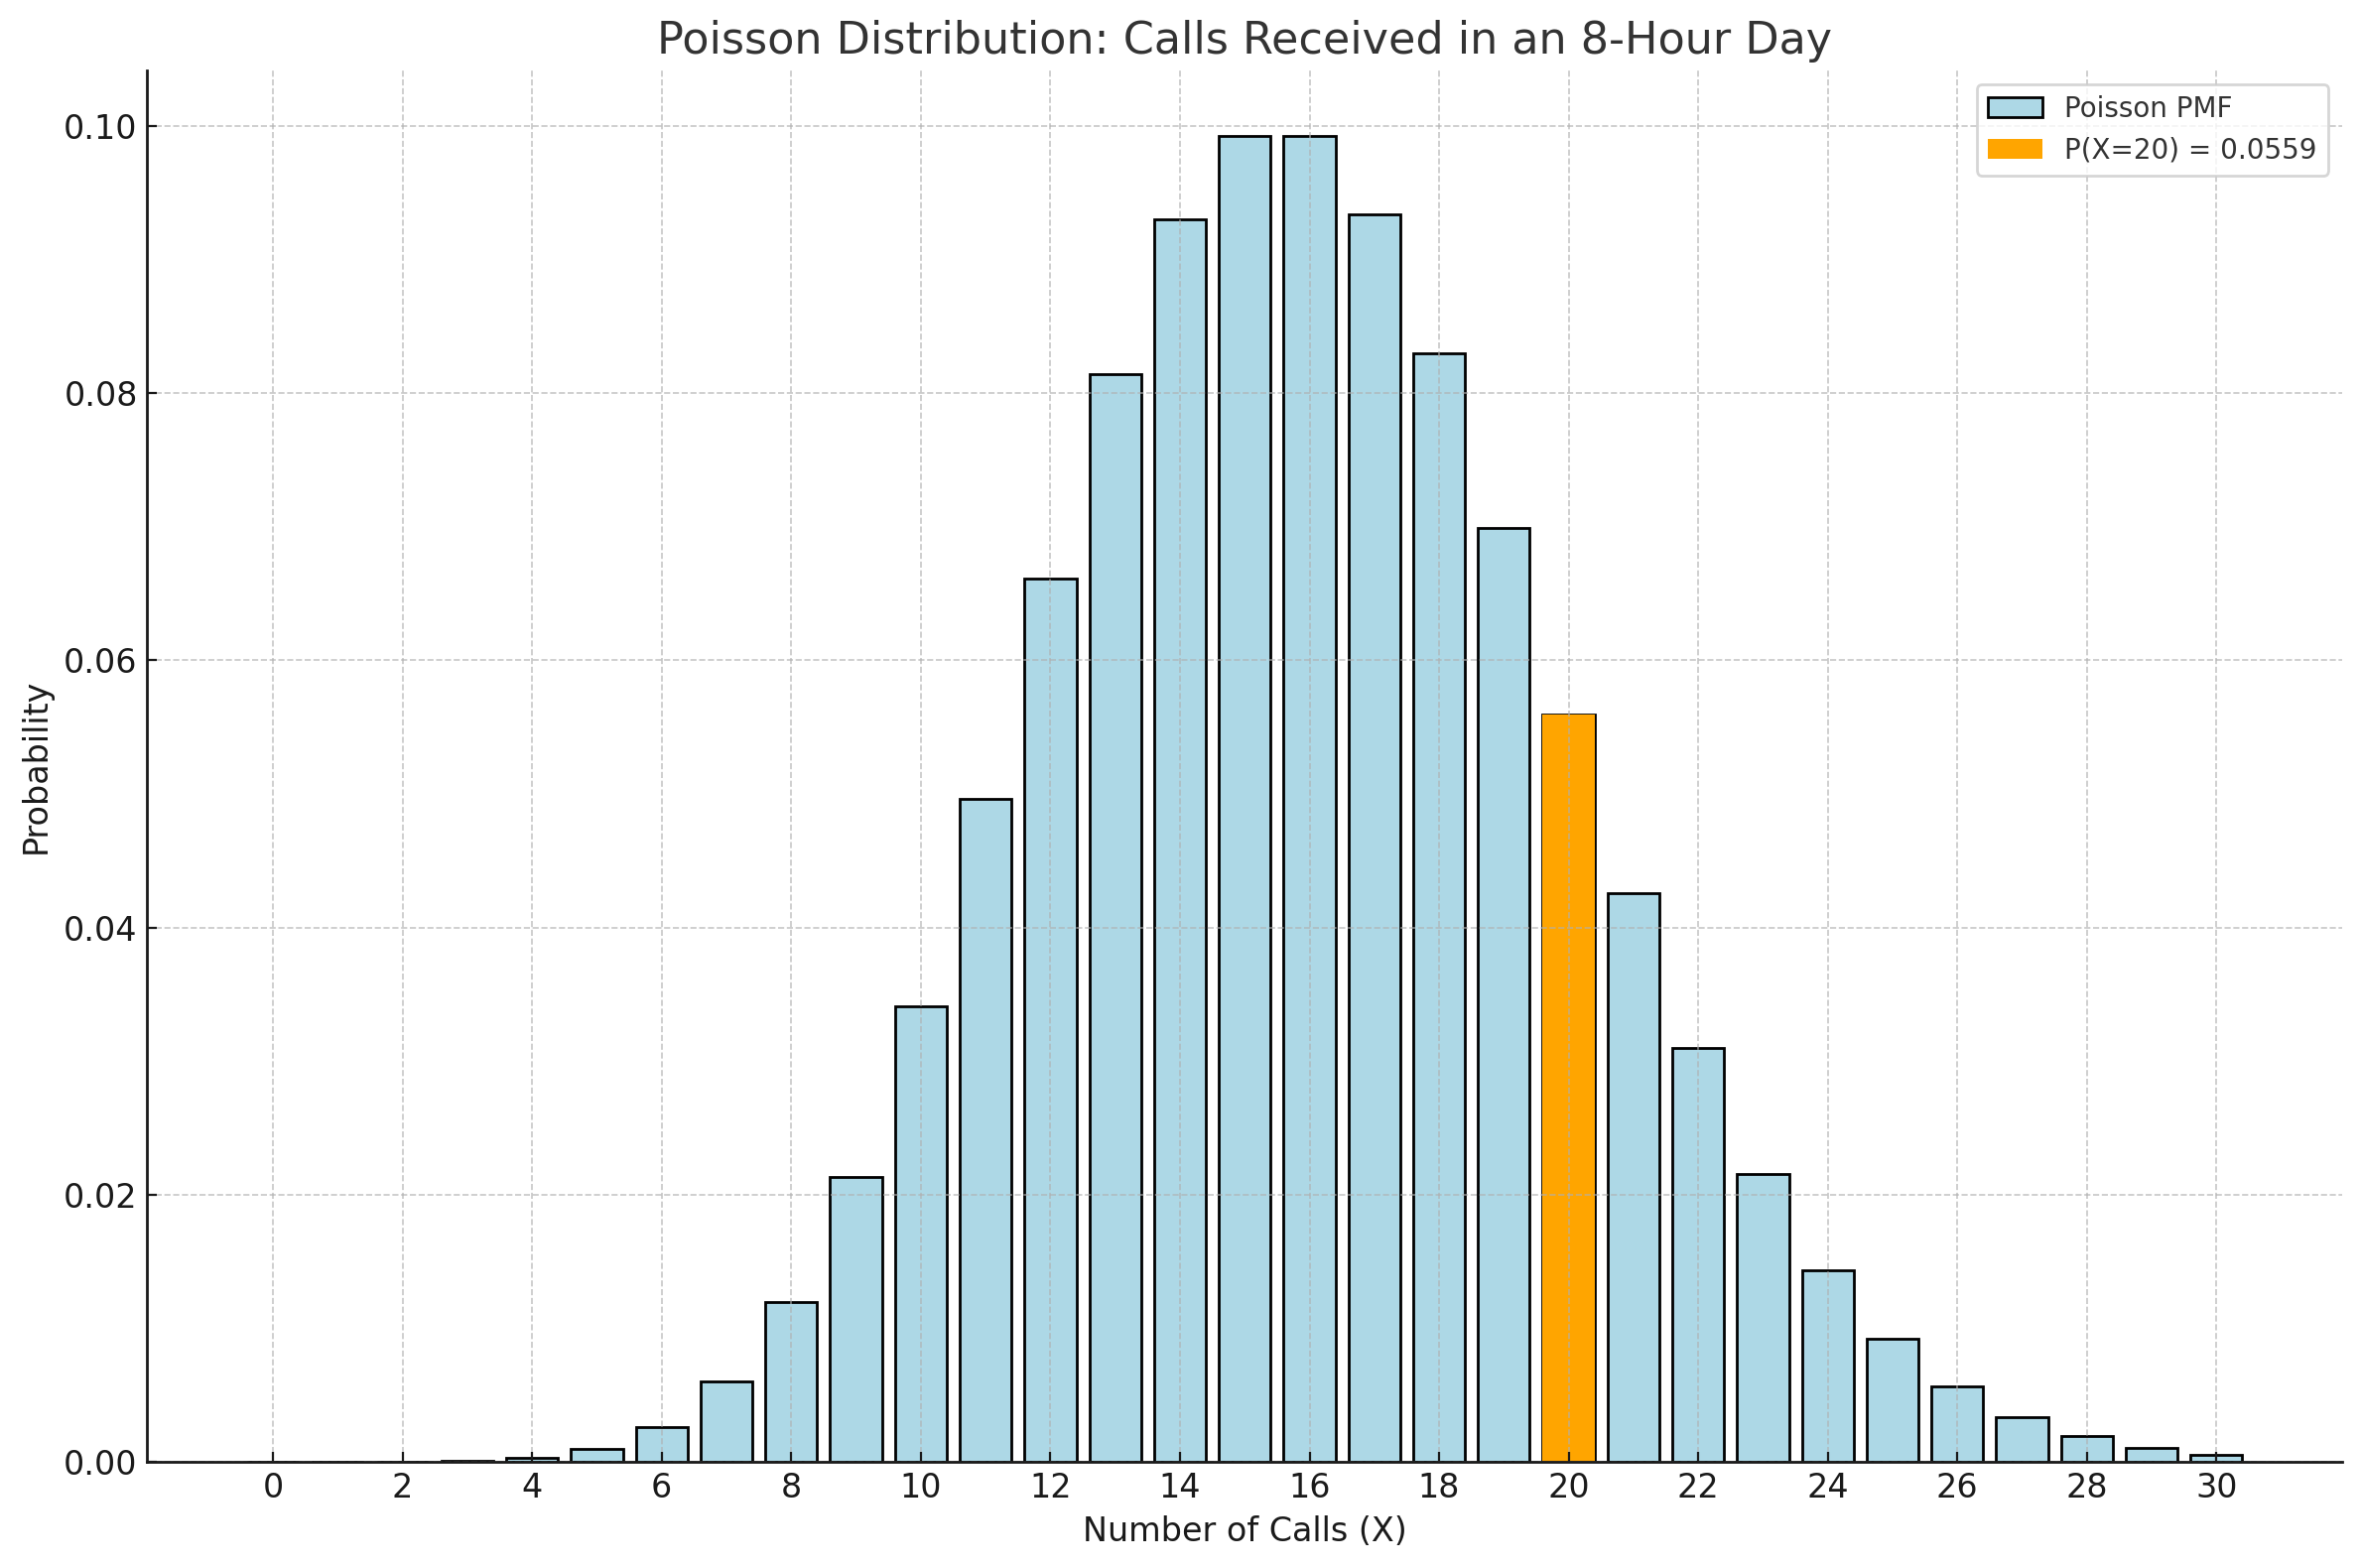 Poisson Distribution: Calls Received in an 8-Hour Day
Poisson PMF
P(X=20) = 0.0559
0.10
0.08
0.06
0.04
0.02
0.00
Probability
0 2 4 6 8 10 12 14 16 18 20 22 24 26 28 30
Number of Calls (X)